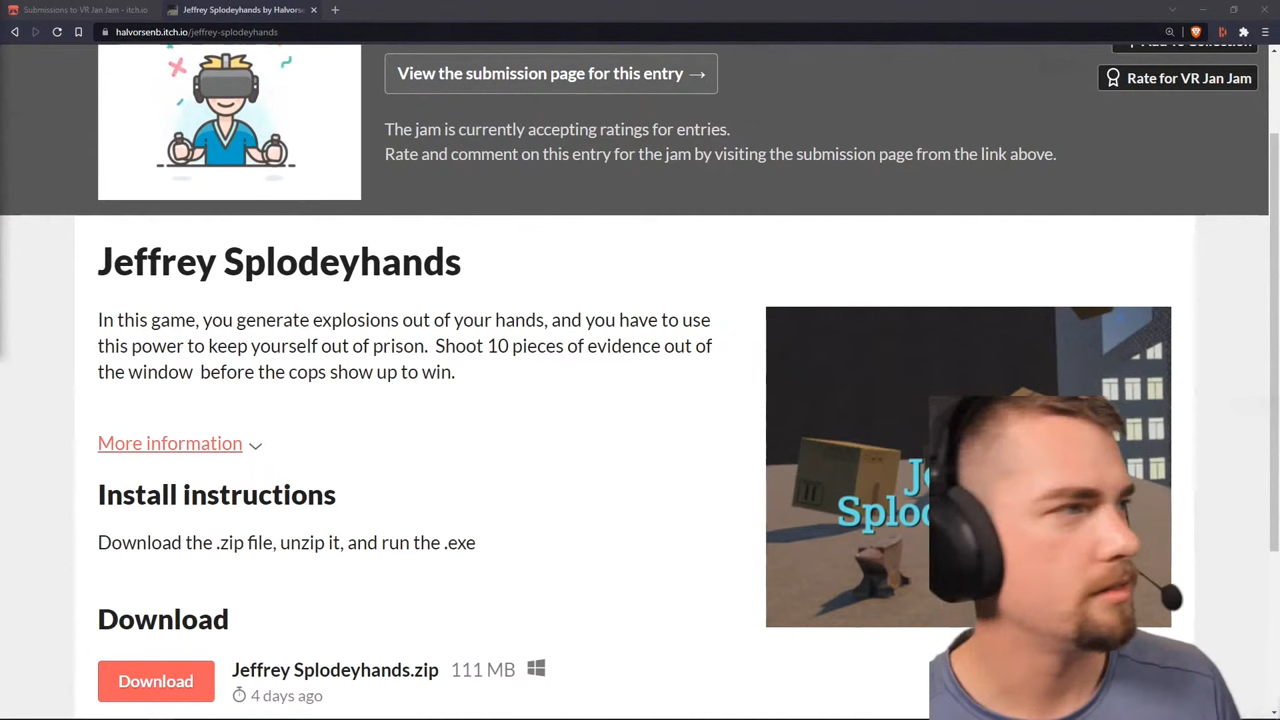 Submissions to VR Jan Jam - itch.io
Jeffrey Splodeyhands by Halvorse
halvorsenb.itch.io/jeffrey-splodeyhands
View the submission page for this entry →
Rate for VR Jan Jam
The jam is currently accepting ratings for entries.
Rate and comment on this entry for the jam by visiting the submission page from the link above.
Jeffrey Splodeyhands
In this game, you generate explosions out of your hands, and you have to use
this power to keep yourself out of prison. Shoot 10 pieces of evidence out of
the window before the cops show up to win.
More information
Install instructions
Download the .zip file, unzip it, and run the .exe
Download
Download
Jeffrey Splodeyhands.zip 111 MB
4 days ago